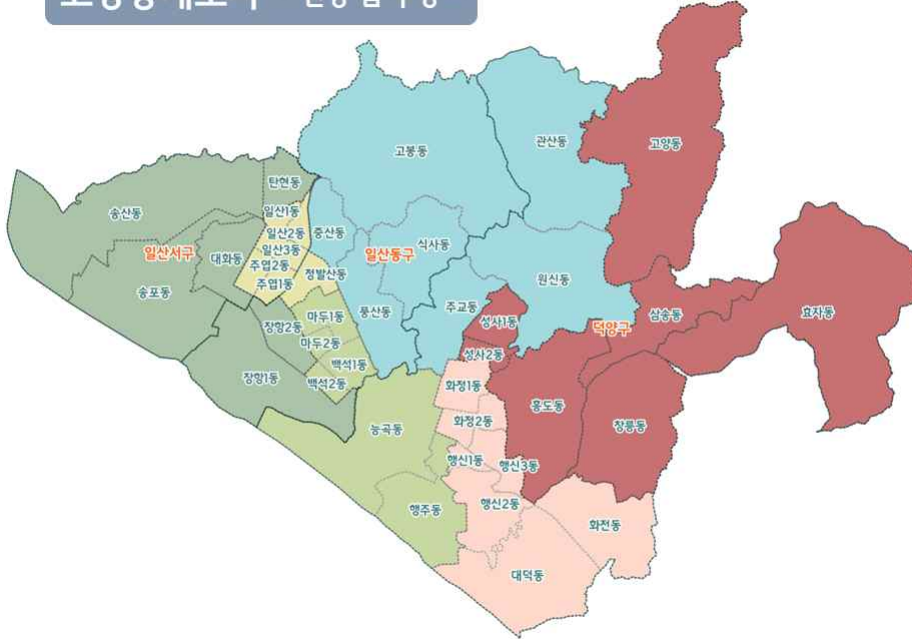 고봉동
관산동
고양동
탄현동
송산동
일산1동
일산2동
중산동
식사동
일산서구
대화동
일산3동
일산동구
주엽2동
정발산동
송포동
주엽1동
풍산동
주교동
원신동
효자동
장항2동
마두1동
성사1동
덕양구
삼송동
마두2동
성사2동
백석1동
장항1동
백석2동
화정1동
흥도동
능곡동
화정2동
창릉동
행신1동
행신3동
행주동
행신2동
화전동
대덕동